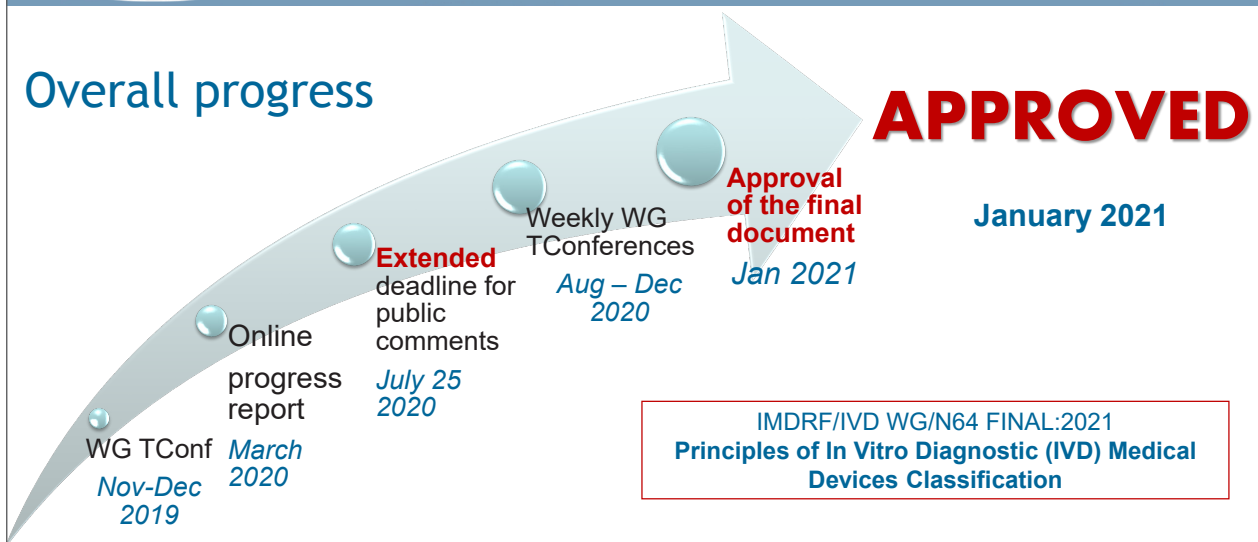 Overall progress
WG TConf
Nov-Dec
2019
Online
progress
report
March
2020
Extended
deadline for
public
comments
July 25
2020
Weekly WG
TConferences
Aug – Dec
2020
Approval
of the final
document
Jan 2021
APPROVED
January 2021
IMDRF/IVD WG/N64 FINAL:2021
Principles of In Vitro Diagnostic (IVD) Medical
Devices Classification